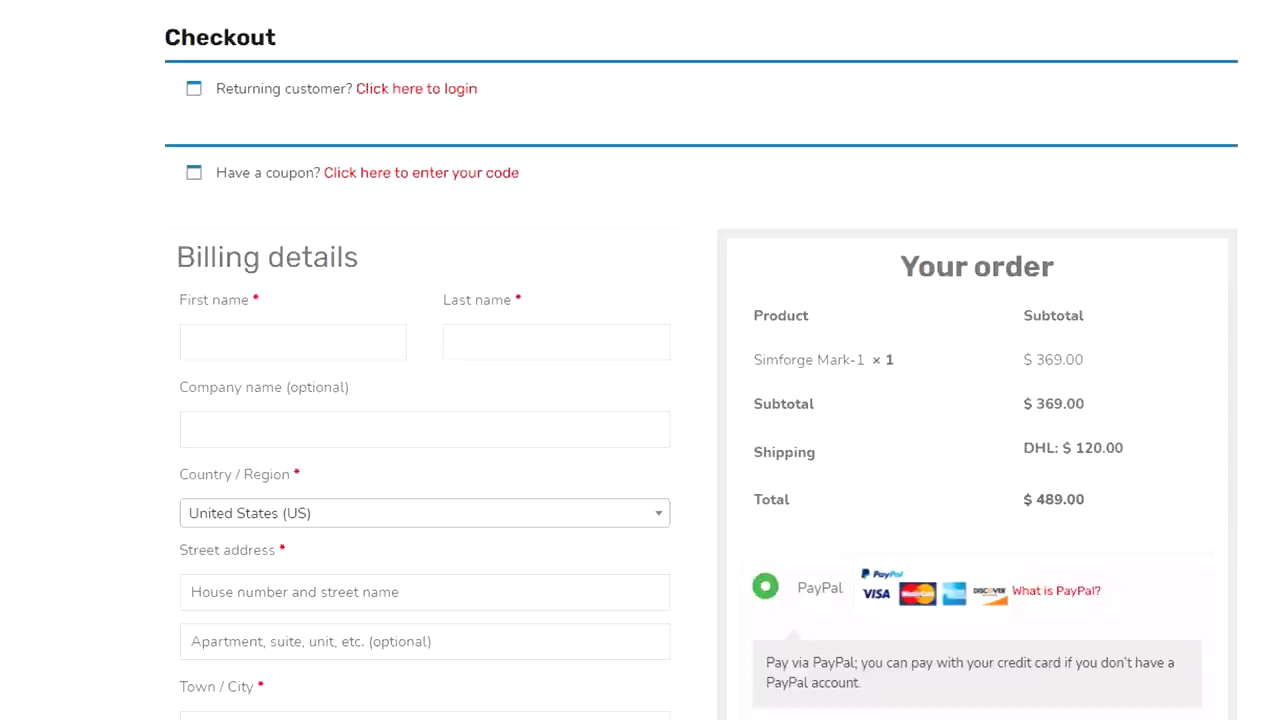 Checkout
Returning customer? Click here to login
Have a coupon? Click here to enter your code
Billing details
First name *
Last name *
Company name (optional)
Country / Region *
United States (US)
Street address *
House number and street name
Apartment, suite, unit, etc. (optional)
Town / City *
Your order
Product Subtotal
Simforge Mark-1 × 1 $ 369.00
Subtotal $ 369.00
Shipping DHL: $ 120.00
Total $ 489.00
PayPal PayPal VISA MasterCard DISCOVER What is PayPal?
Pay via PayPal; you can pay with your credit card if you don't have a
PayPal account.